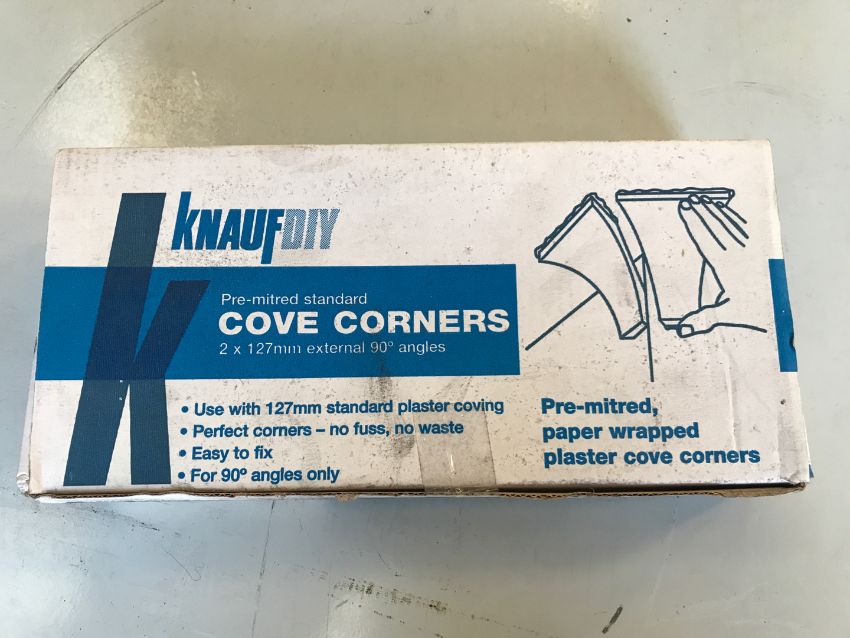 k KNAUFDIY
Pre-mitred standard
COVE CORNERS
2 x 127mm external 90º angles
• Use with 127mm standard plaster coving
• Perfect corners – no fuss, no waste
• Easy to fix
• For 90º angles only
Pre-mitred,
paper wrapped
plaster cove corners